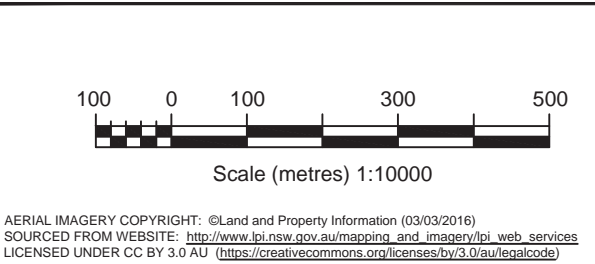 100 0 100 300 500
Scale (metres) 1:10000
AERIAL IMAGERY COPYRIGHT: ©Land and Property Information (03/03/2016)
SOURCED FROM WEBSITE: http://www.lpi.nsw.gov.au/mapping_and_imagery/lpi_web_services
LICENSED UNDER CC BY 3.0 AU (https://creativecommons.org/licenses/by/3.0/au/legalcode)